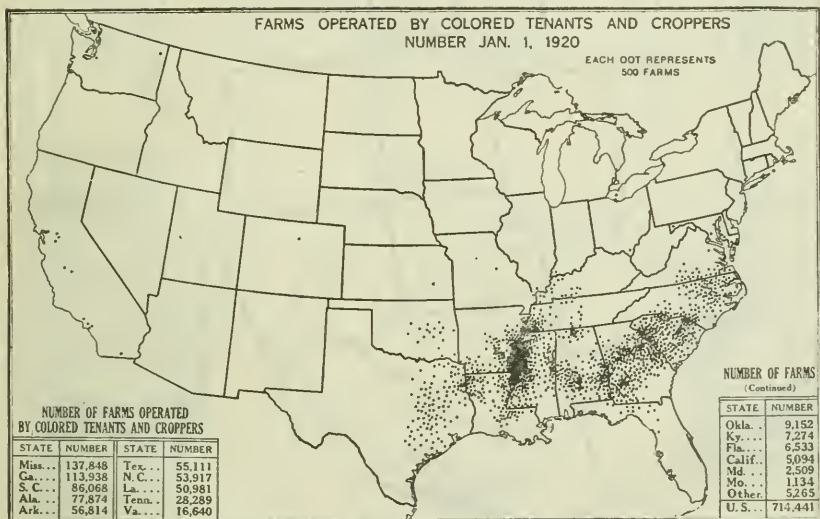 FARMS OPERATED BY COLORED TENANTS AND CROPPERS
NUMBER JAN. 1, 1920
EACH DOT REPRESENTS
500 FARMS
NUMBER OF FARMS OPERATED
BY COLORED TENANTS AND CROPPERS
STATE NUMBER STATE NUMBER
Miss... 137,848 Tex.... 55,111
Ga..... 113,938 N.C... 53,917
S. C... 86,068 La..... 50,981
Ala.... 77,874 Tenn.. 28,289
Ark... 56,814 Va.... 16,640
NUMBER OF FARMS
(Continued)
STATE NUMBER
Okla... 9,152
Ky..... 7,274
Fla.... 6,533
Calif.. 5,094
Md.... 2,509
Mo.... 1,134
Other. 5,265
U.S... 714,441